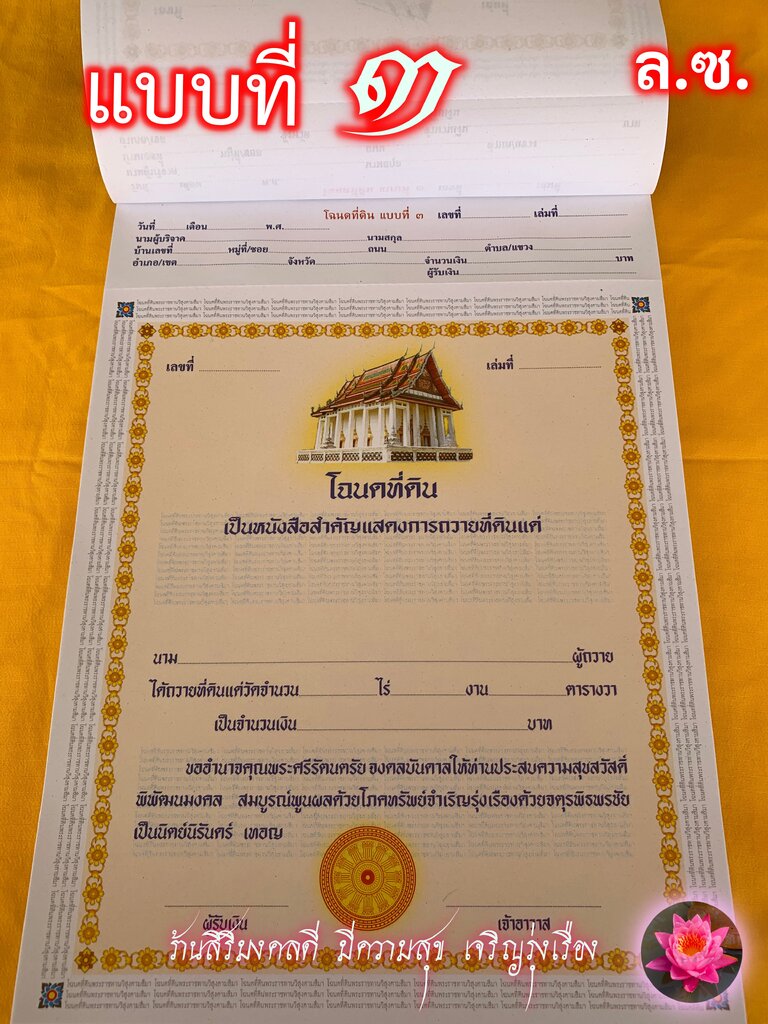 แบบที่ ๓
ล.ซ.
โฉนดที่ดิน แบบที่ ๓ เลขที่ เล่มที่
วันที่ เดือน พ.ศ.
นามผู้บริจาค นามสกุล
บ้านเลขที่ หมู่ที่/ซอย ถนน ตำบล/แขวง
อำเภอ/เขต จังหวัด จำนวนเงิน บาท
ผู้รับเงิน
เลขที่ เล่มที่
โฉนดที่ดิน
เป็นหนังสือสำคัญแสดงการถวายที่ดินแด่
นาม ผู้ถวาย
ได้ถวายที่ดินแด่วัดจำนวน ไร่ งาน ตารางวา
เป็นจำนวนเงิน บาท
ขออำนาจคุณพระศรีรัตนตรัย จงดลบันดาลให้ท่านประสบความสุขสวัสดิ์
พิพัฒนมงคล สมบูรณ์พูนผลด้วยโภคทรัพย์จำเริญรุ่งเรืองด้วยจตุรพิธพรชัย
เป็นนิตย์นิรันดร์ เทอญ
ผู้รับเงิน เจ้าอาวาส
ร้านสิริมงคลดี มีความสุข เจริญรุ่งเรือง